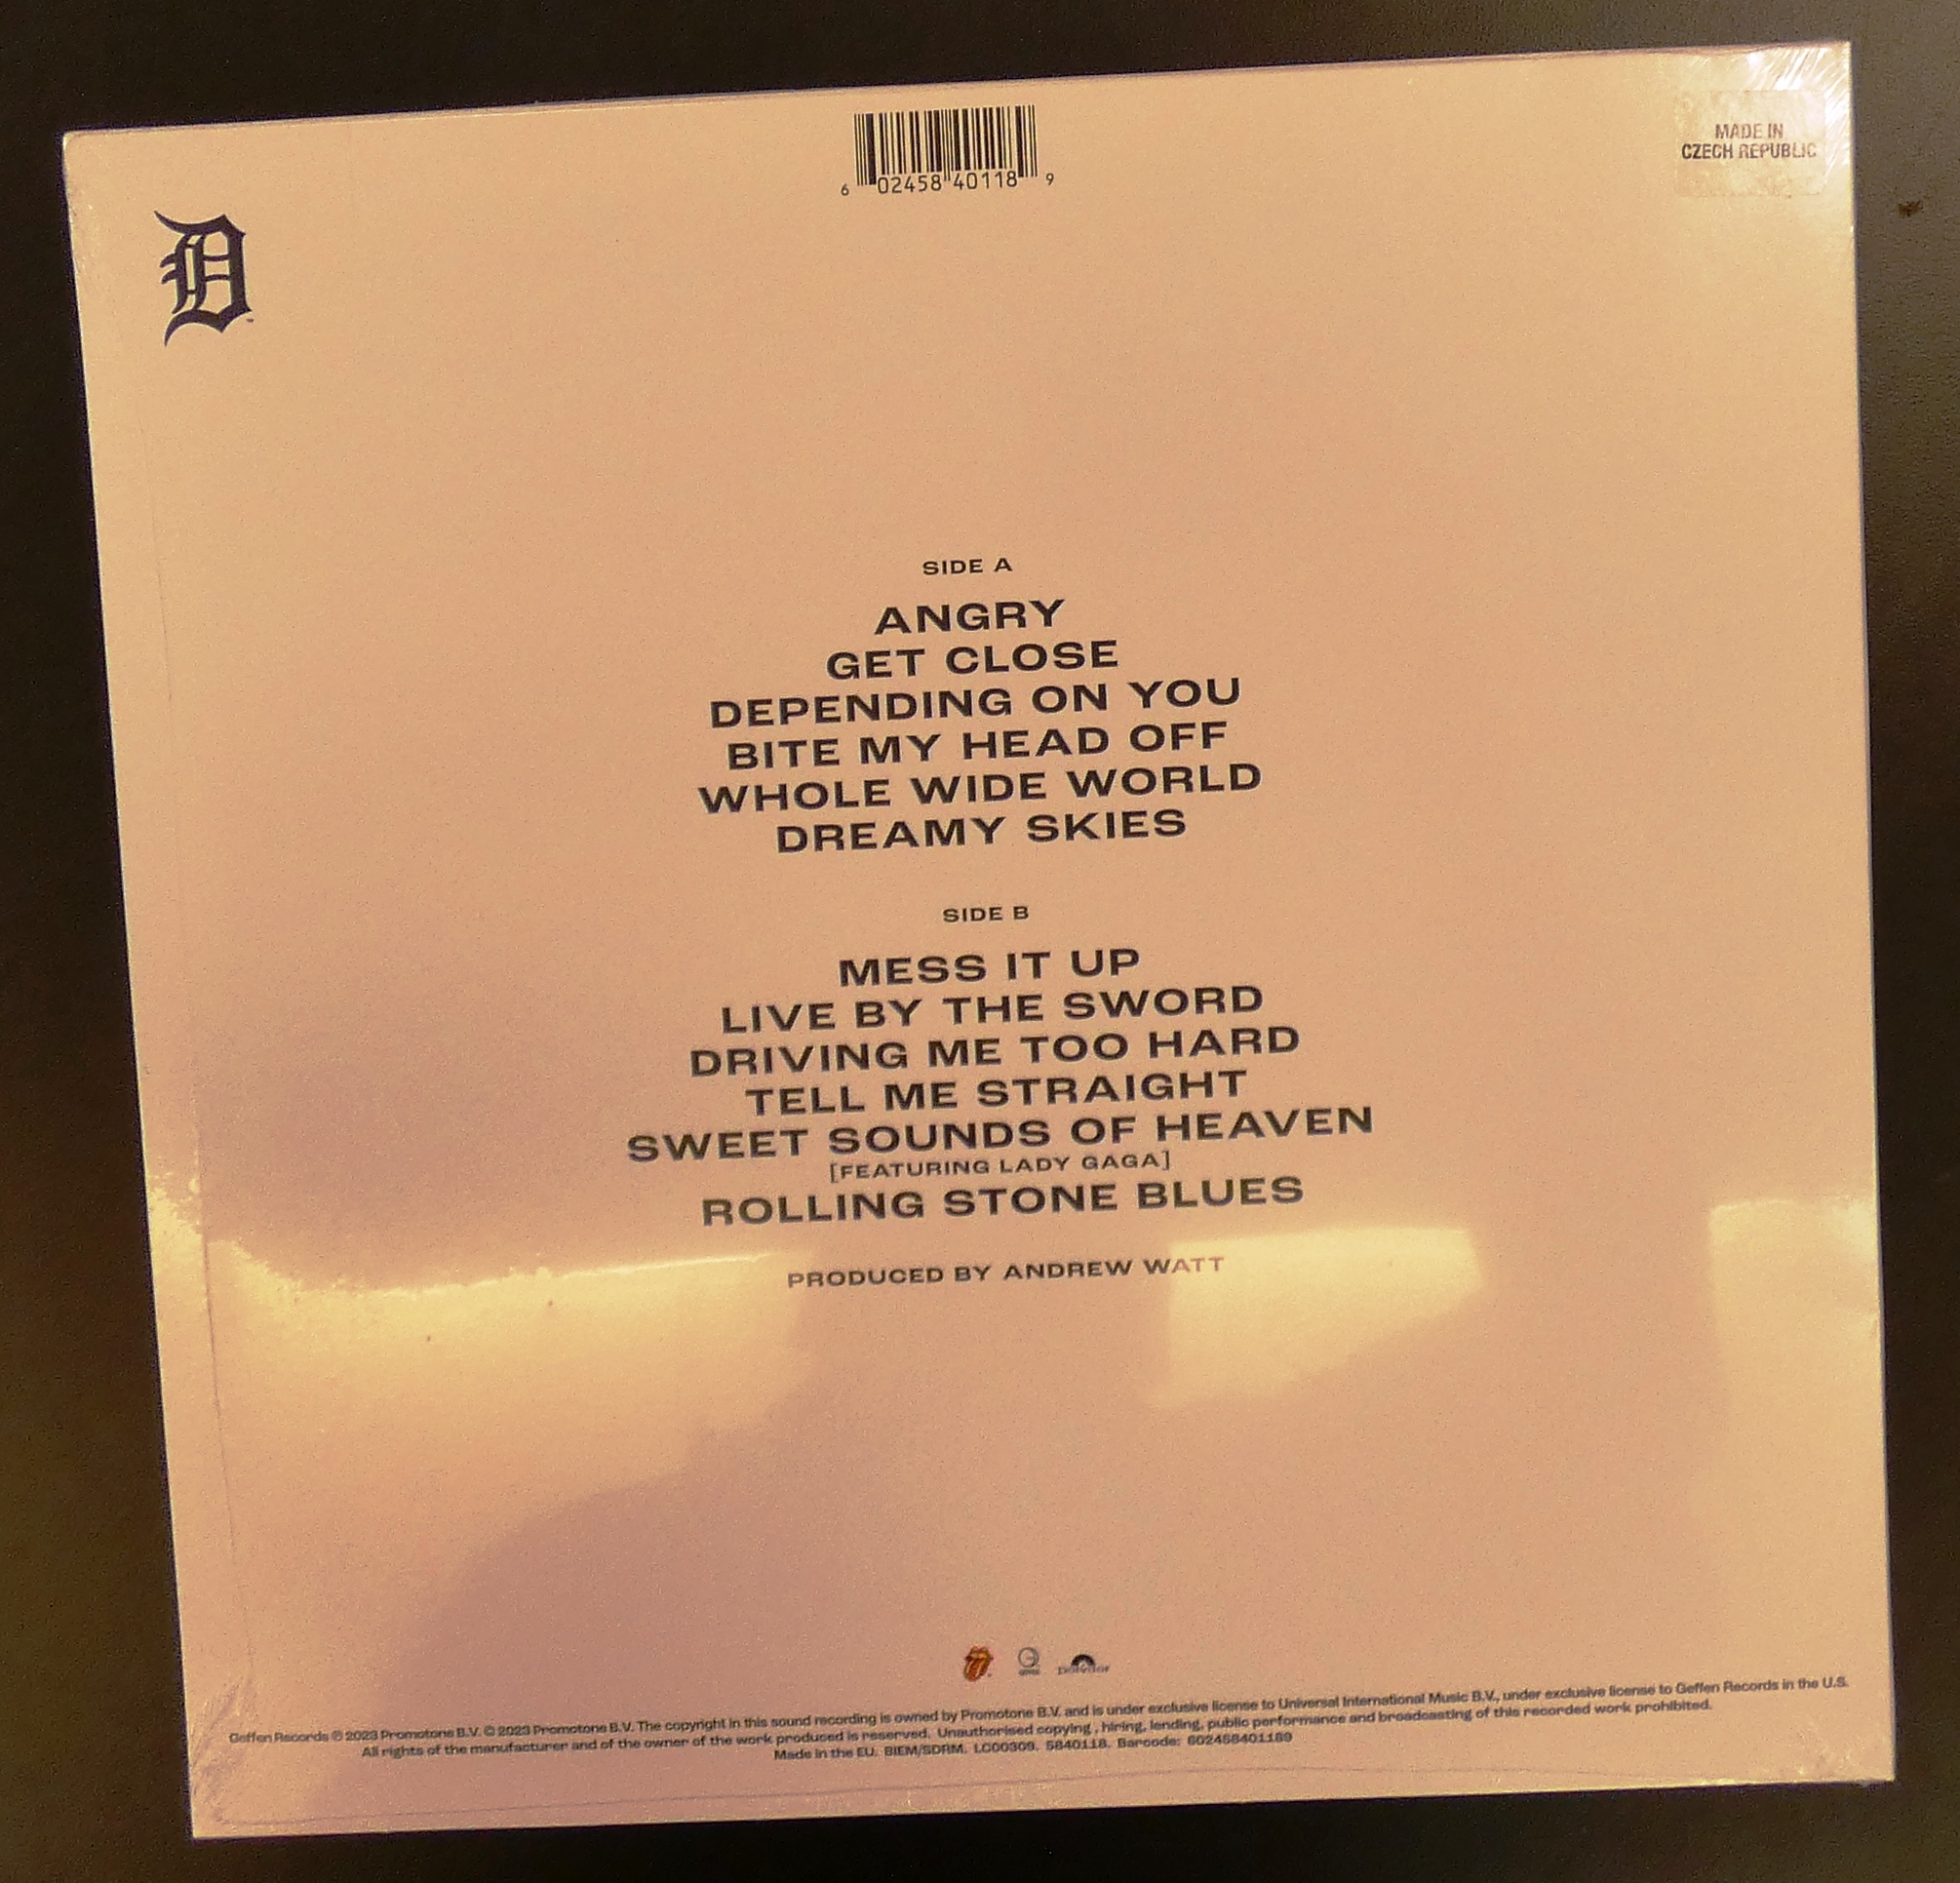 6 02458 40118 9
MADE IN
CZECH REPUBLIC
D
SIDE A
ANGRY
GET CLOSE
DEPENDING ON YOU
BITE MY HEAD OFF
WHOLE WIDE WORLD
DREAMY SKIES
SIDE B
MESS IT UP
LIVE BY THE SWORD
DRIVING ME TOO HARD
TELL ME STRAIGHT
SWEET SOUNDS OF HEAVEN
[FEATURING LADY GAGA]
ROLLING STONE BLUES
PRODUCED BY ANDREW WATT
Geffen Records ℗ 2023 Promotone B.V. © 2023 Promotone B.V. The copyright in this sound recording is owned by Promotone B.V. and is under exclusive license to Universal International Music B.V., under exclusive license to Geffen Records in the U.S.
All rights of the manufacturer and of the owner of the work produced is reserved. Unauthorised copying, hiring, lending, public performance and broadcasting of this recorded work prohibited.
Made in the EU. BIEM/SDRM. LC00309. 5840118. Barcode: 602458401189